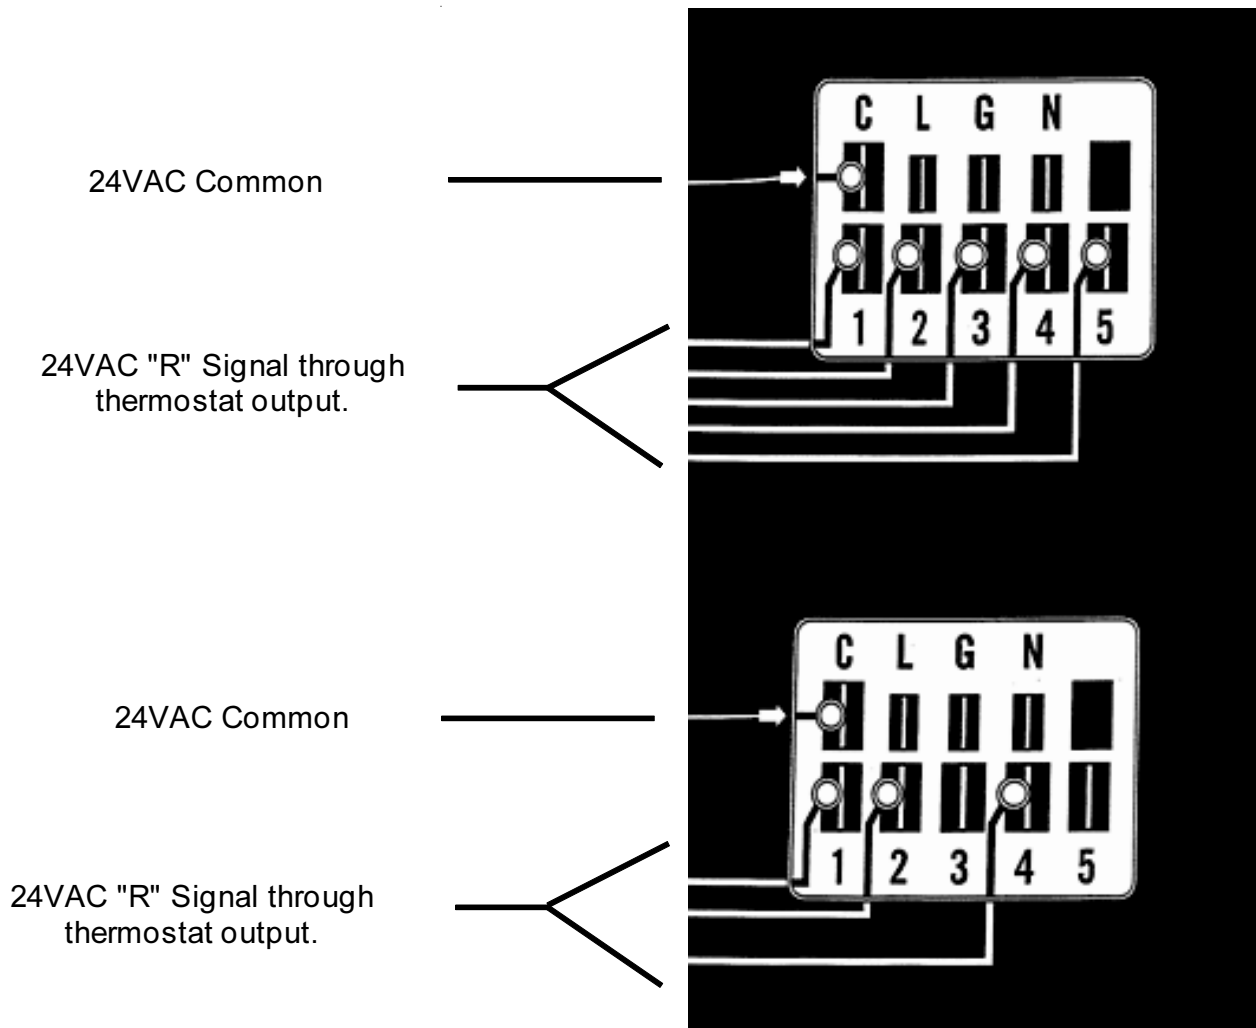 C L G N
24VAC Common
1 2 3 4 5
24VAC "R" Signal through
thermostat output.
C L G N
24VAC Common
1 2 3 4 5
24VAC "R" Signal through
thermostat output.